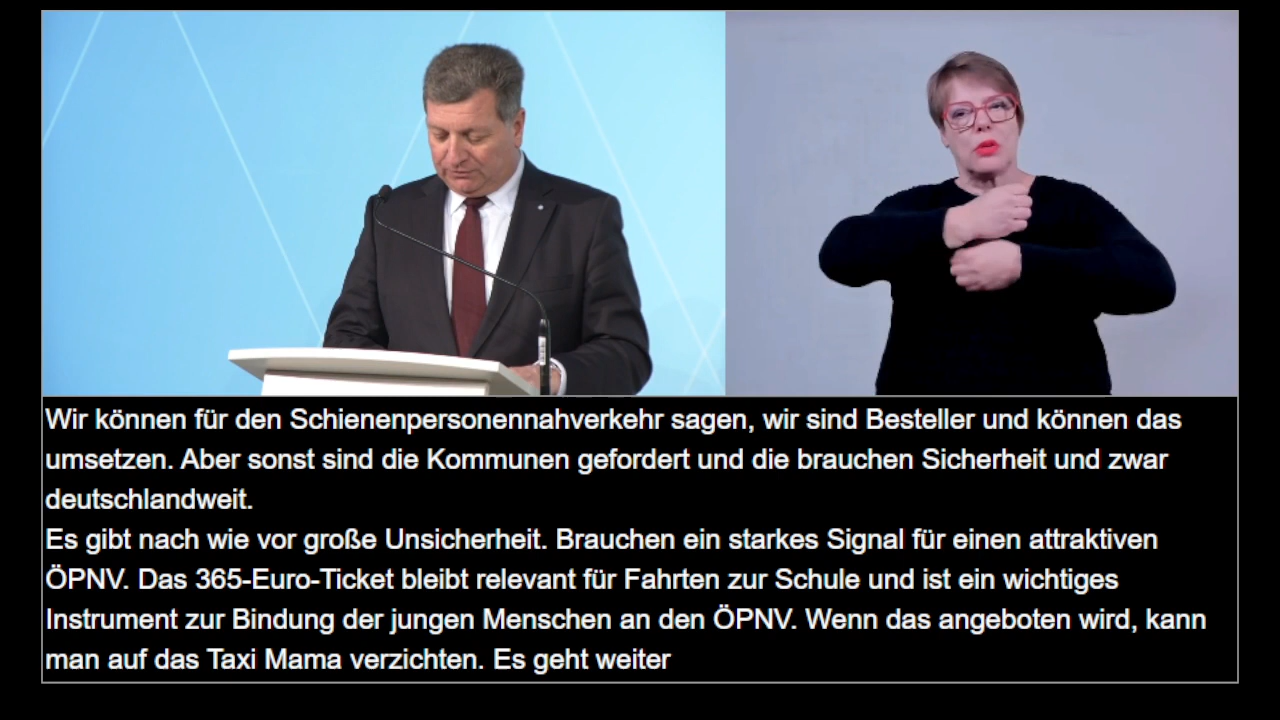 Wir können für den Schienenpersonennahverkehr sagen, wir sind Besteller und können das
umsetzen. Aber sonst sind die Kommunen gefordert und die brauchen Sicherheit und zwar
deutschlandweit.
Es gibt nach wie vor große Unsicherheit. Brauchen ein starkes Signal für einen attraktiven
ÖPNV. Das 365-Euro-Ticket bleibt relevant für Fahrten zur Schule und ist ein wichtiges
Instrument zur Bindung der jungen Menschen an den ÖPNV. Wenn das angeboten wird, kann
man auf das Taxi Mama verzichten. Es geht weiter